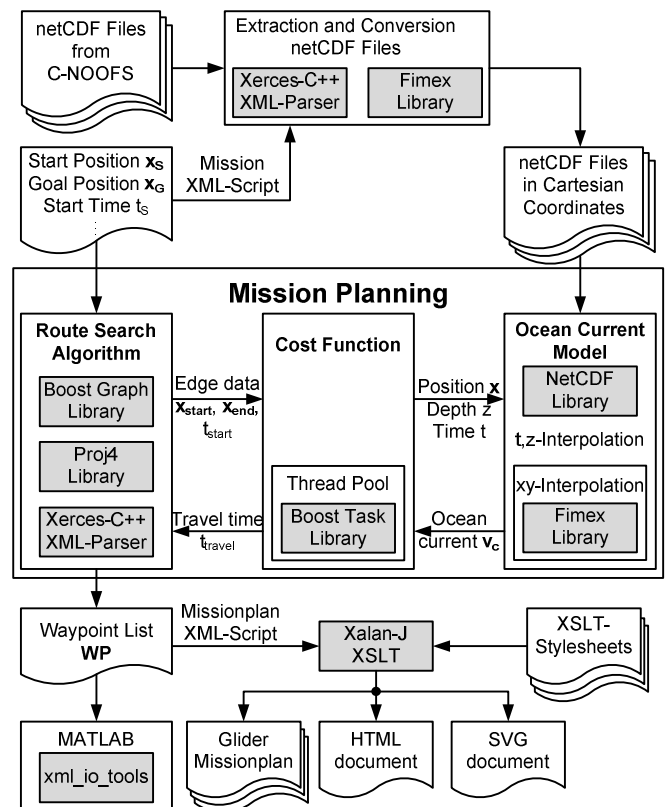 netCDF Files
from
C-NOOFS
Extraction and Conversion
netCDF Files
Xerces-C++
XML-Parser
Fimex
Library
Start Position xS
Goal Position xG
Start Time tS
Mission
XML-Script
netCDF Files
in Cartesian
Coordinates
Mission Planning
Route Search
Algorithm
Boost Graph
Library
Proj4
Library
Xerces-C++
XML-Parser
Edge data
xstart, xend,
tstart
Travel time
ttravel
Cost Function
Thread Pool
Boost Task
Library
Position x
Depth z
Time t
Ocean
current vc
Ocean Current
Model
NetCDF
Library
t,z-Interpolation
xy-Interpolation
Fimex
Library
Waypoint List
WP
Missionplan
XML-Script
Xalan-J
XSLT
XSLT-
Stylesheets
MATLAB
xml_io_tools
Glider
Missionplan
HTML
document
SVG
document